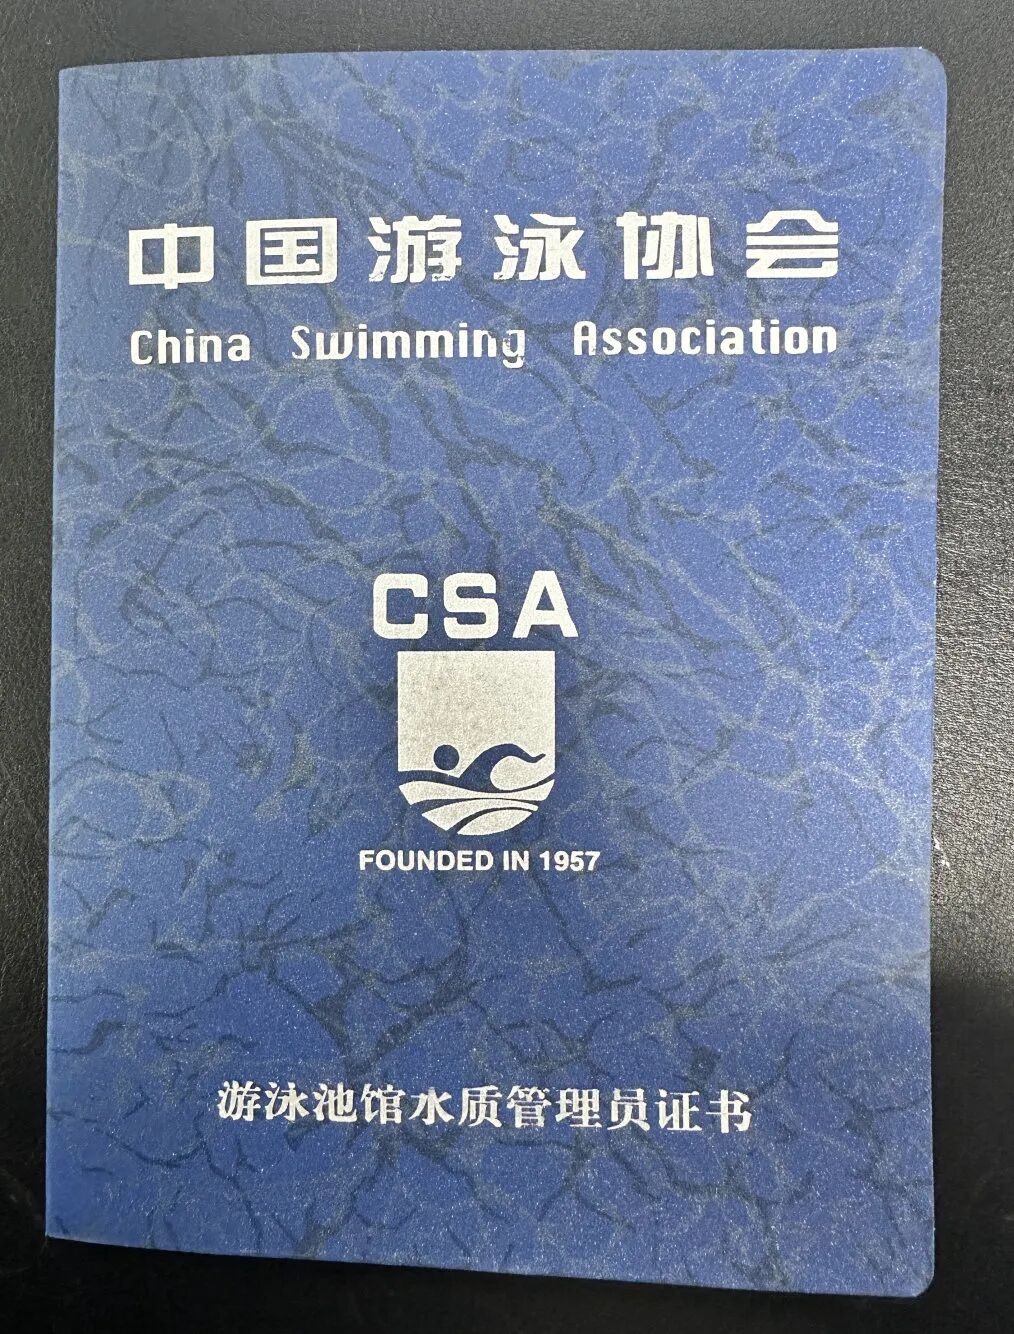 中国游泳协会
China Swimming Association
CSA
FOUNDED IN 1957
游泳池馆水质管理员证书